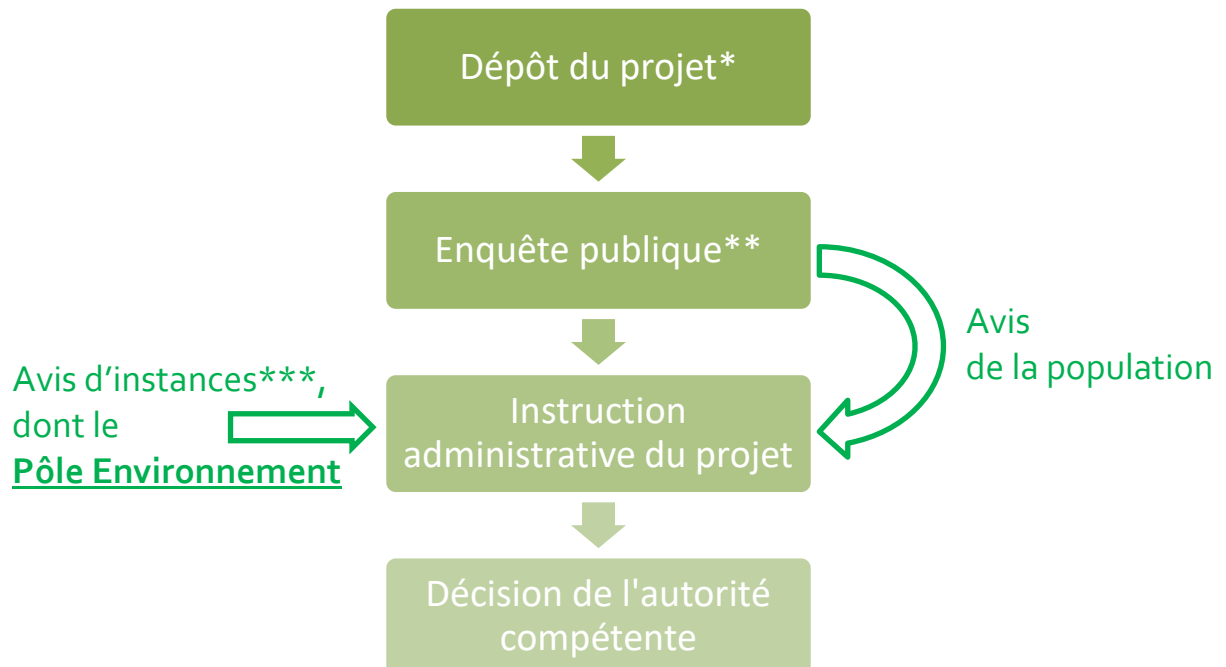 Dépôt du projet*
Enquête publique**
Avis
de la population
Avis d’instances***,
dont le
Pôle Environnement
Instruction
administrative du projet
Décision de l'autorité
compétente